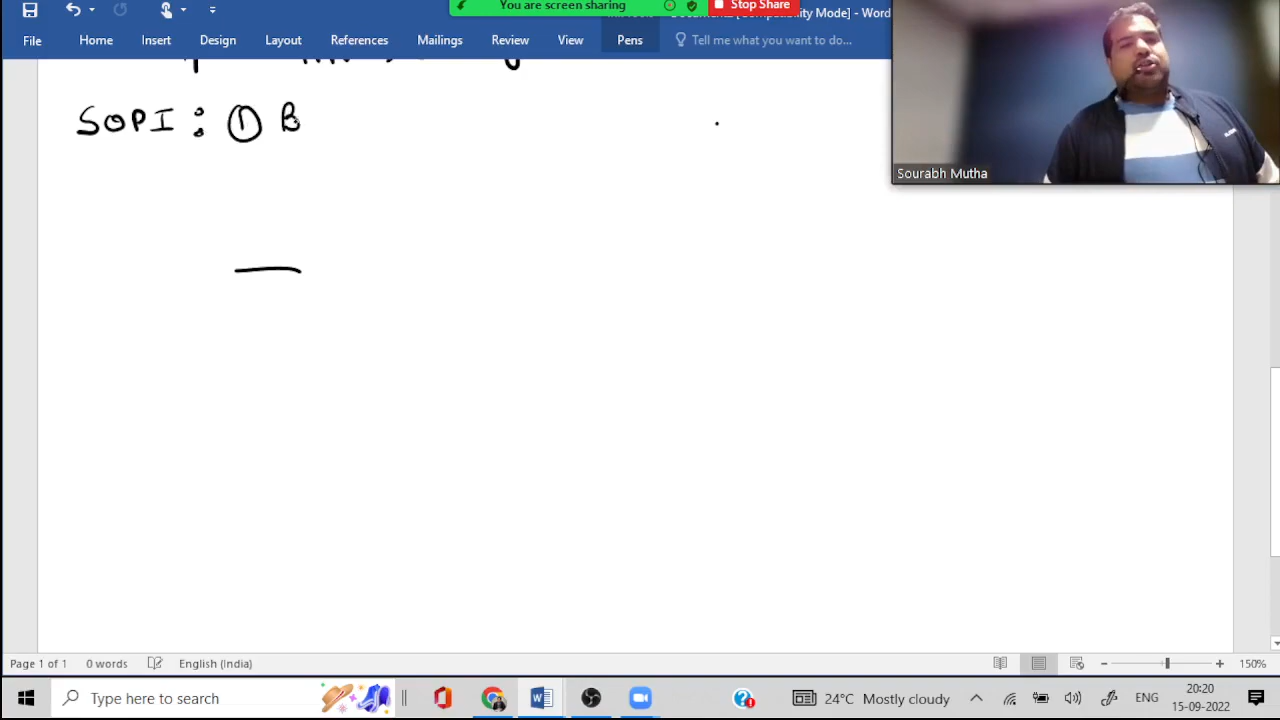 You are screen sharing Stop Share
[Compatibility Mode] - Word
File Home Insert Design Layout References Mailings Review View Pens Tell me what you want to do...
SOPI : ① B
Sourabh Mutha
Page 1 of 1 0 words English (India) 150%
Type here to search 24°C Mostly cloudy ENG 20:20
15-09-2022